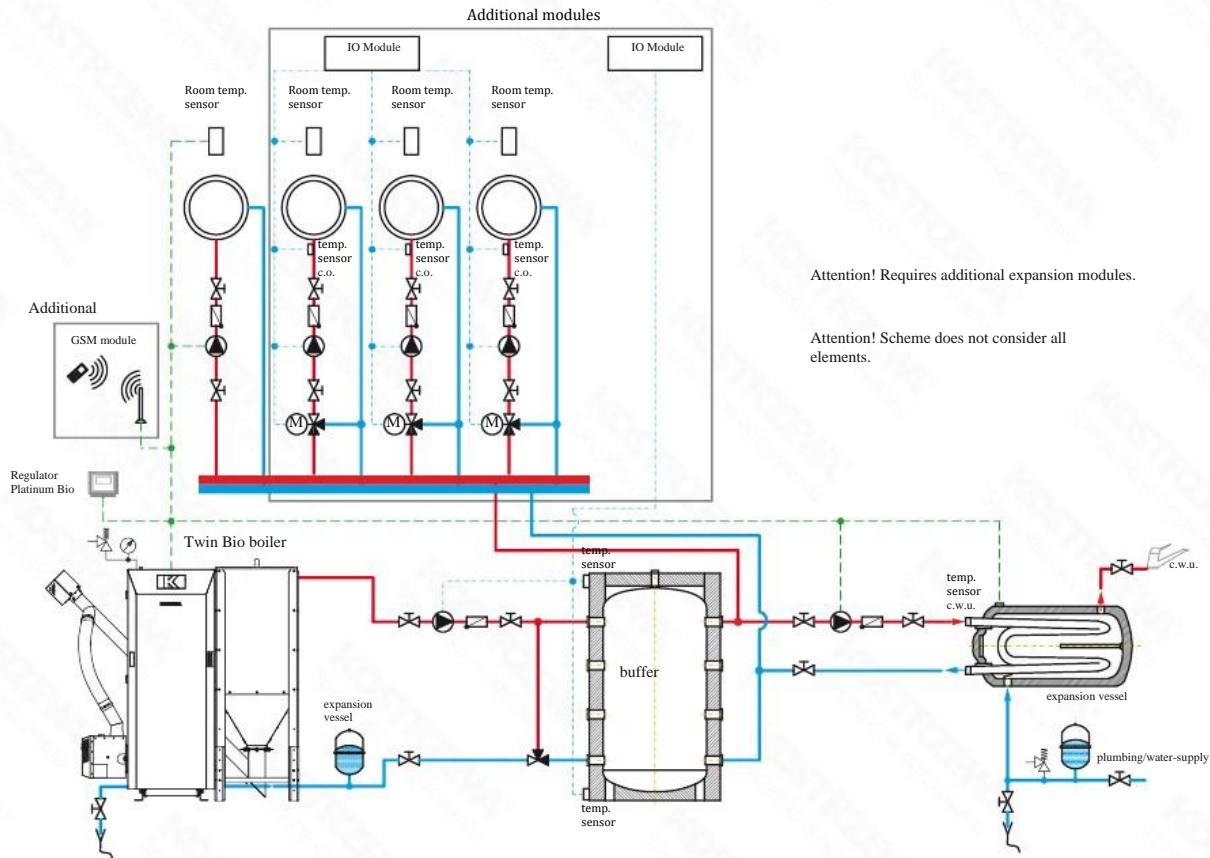 Additional modules
IO Module
IO Module
Room temp.
sensor
Room temp.
sensor
Room temp.
sensor
Room temp.
sensor
temp.
sensor
c.o.
temp.
sensor
c.o.
temp.
sensor
c.o.
Attention! Requires additional expansion modules.
Attention! Scheme does not consider all
elements.
Additional
GSM module
M
M
M
Regulator
Platinum Bio
Twin Bio boiler
K
temp.
sensor
temp.
sensor
c.w.u.
c.w.u.
buffer
expansion
vessel
expansion vessel
plumbing/water-supply
temp.
sensor